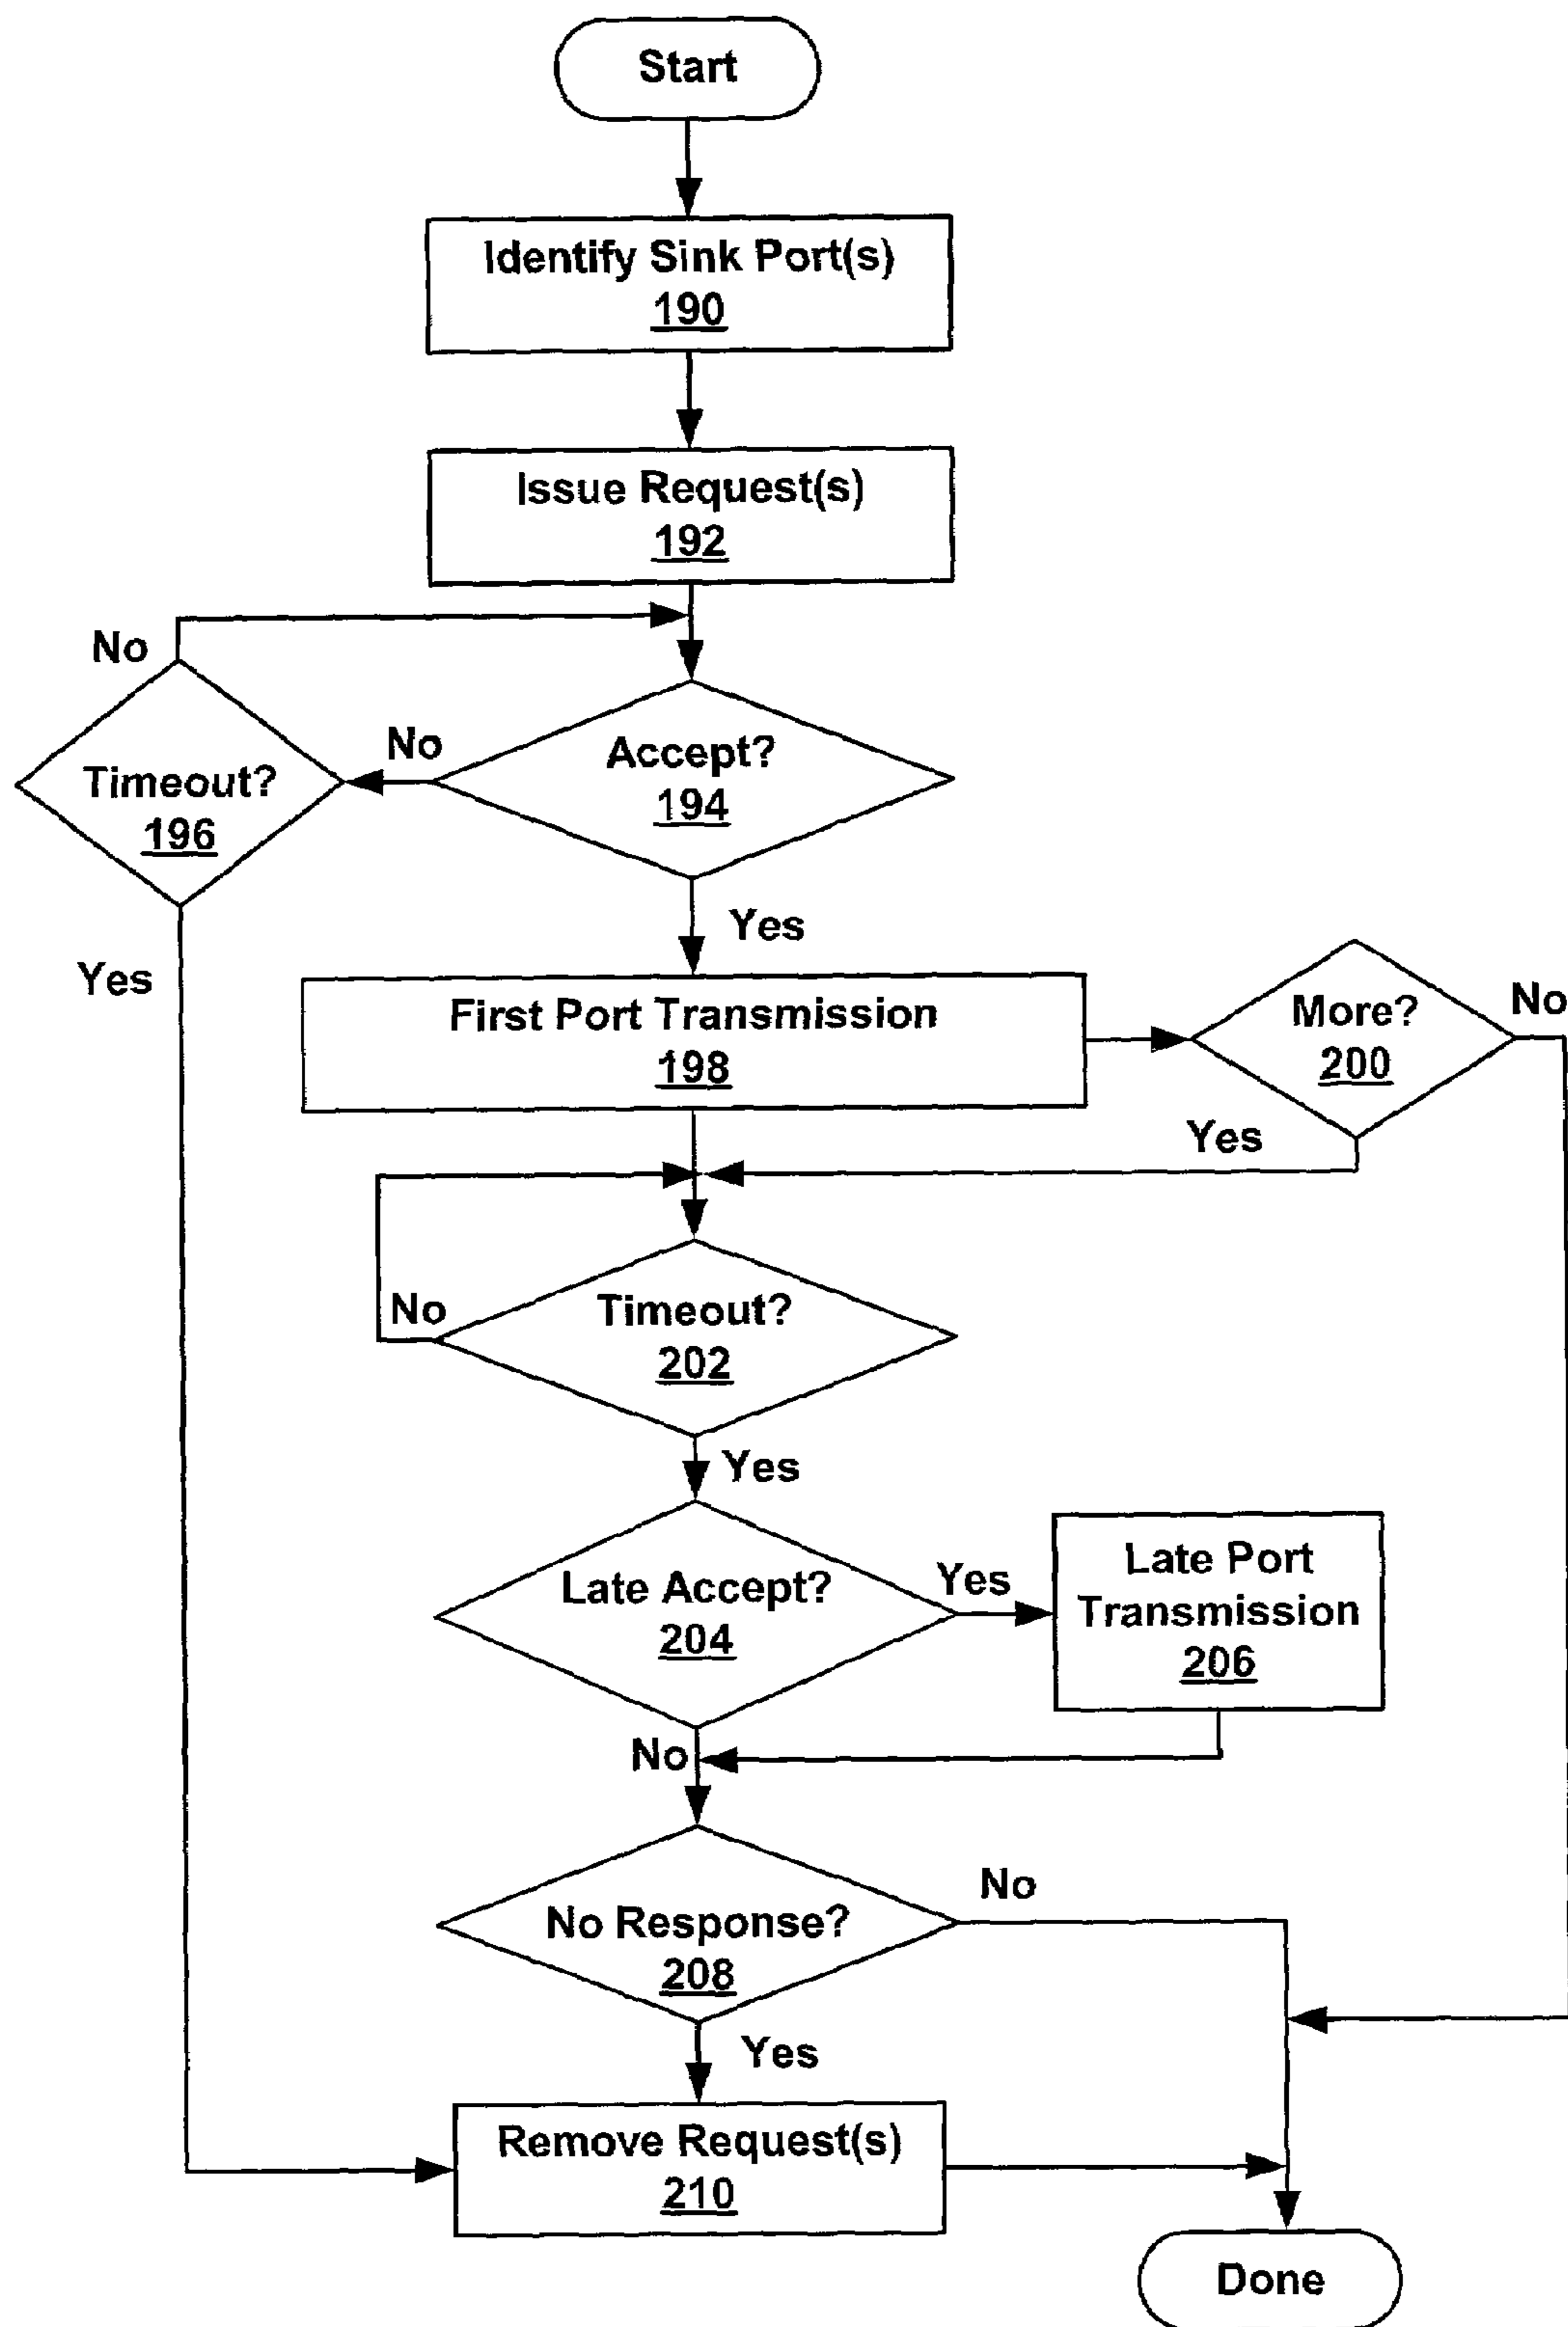 Start
Identify Sink Port(s)
190
Issue Request(s)
192
No
No
Accept?
194
Timeout?
196
Yes
Yes
First Port Transmission
198
More?
200
No
Yes
No
Timeout?
202
Yes
Late Accept?
204
Yes
Late Port
Transmission
206
No
No Response?
208
No
Yes
Remove Request(s)
210
Done